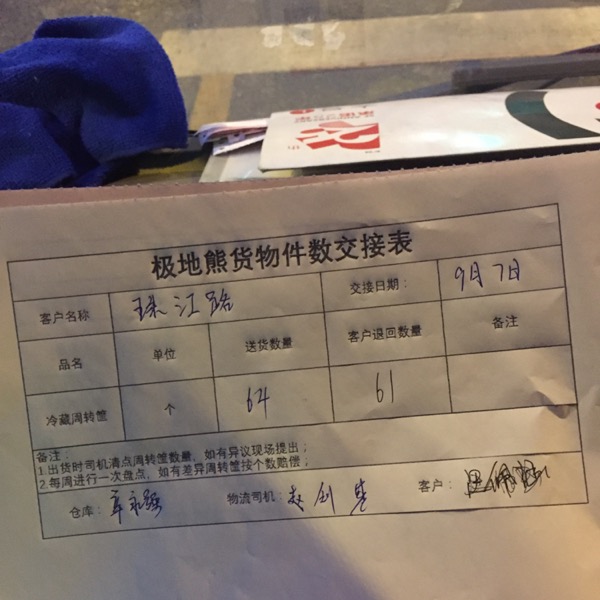 极地熊货物件数交接表
客户名称 珠江路 交接日期： 9月7日
品名 单位 送货数量 客户退回数量 备注
冷藏周转筐 个 64 61
备注：
1.出货时司机清点周转筐数量，如有异议现场提出；
2.每周进行一次盘点，如有差异周转筐按个数赔偿；
仓库： 物流司机： 客户：